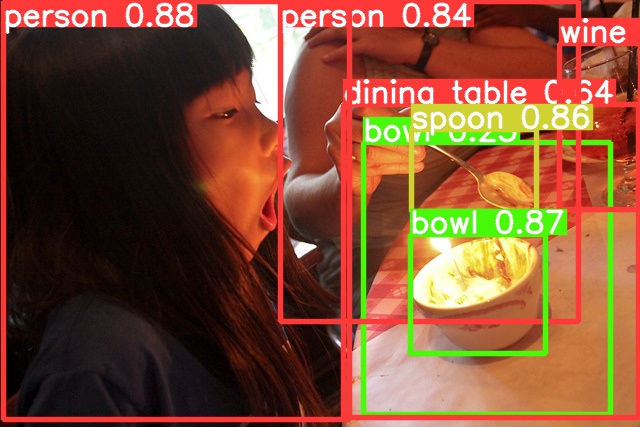 person 0.88
person 0.84
wine
dining table 0.64
spoon 0.86
bowl 0.25
bowl 0.87